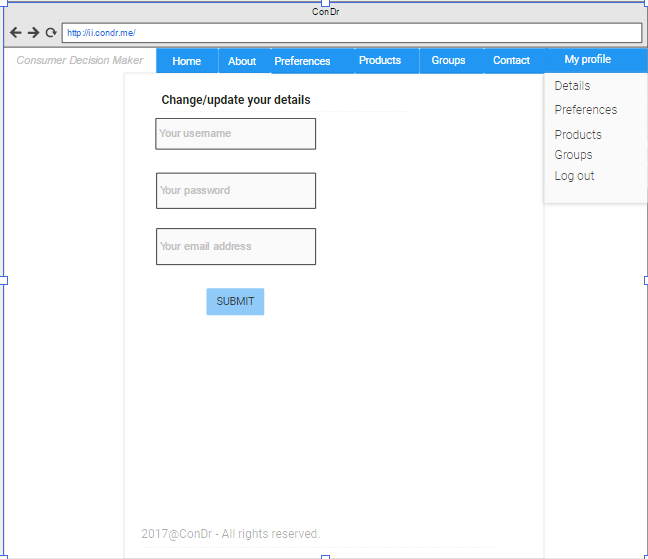 ConDr
http://ii.condr.me/
Consumer Decision Maker Home About Preferences Products Groups Contact My profile
Details
Preferences
Products
Groups
Log out
Change/update your details
Your username
Your password
Your email address
SUBMIT
2017@ConDr - All rights reserved.